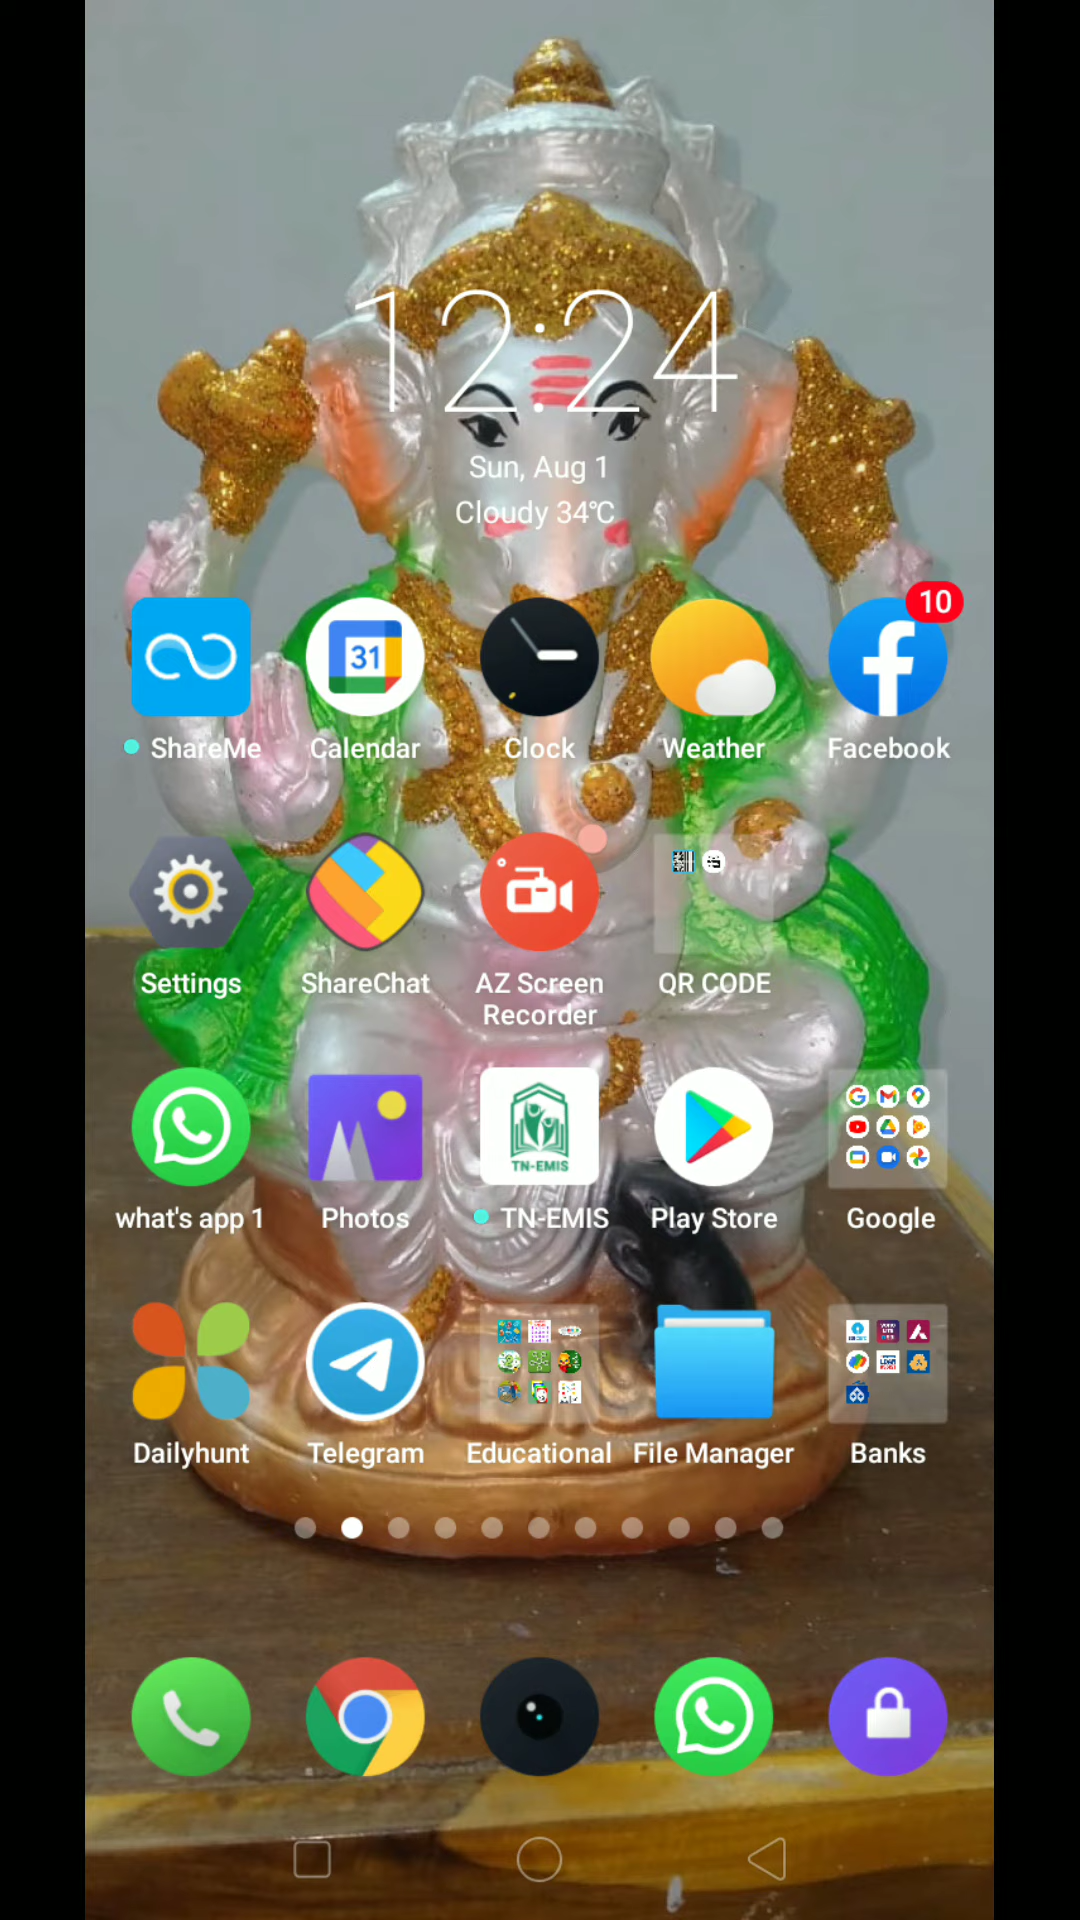 12:24
Sun, Aug 1
Cloudy 34℃
10
31
ShareMe
Calendar
Clock
Weather
Facebook
Settings
ShareChat
AZ Screen
Recorder
QR CODE
TN-EMIS
what's app 1
Photos
TN-EMIS
Play Store
Google
Dailyhunt
Telegram
Educational
File Manager
Banks